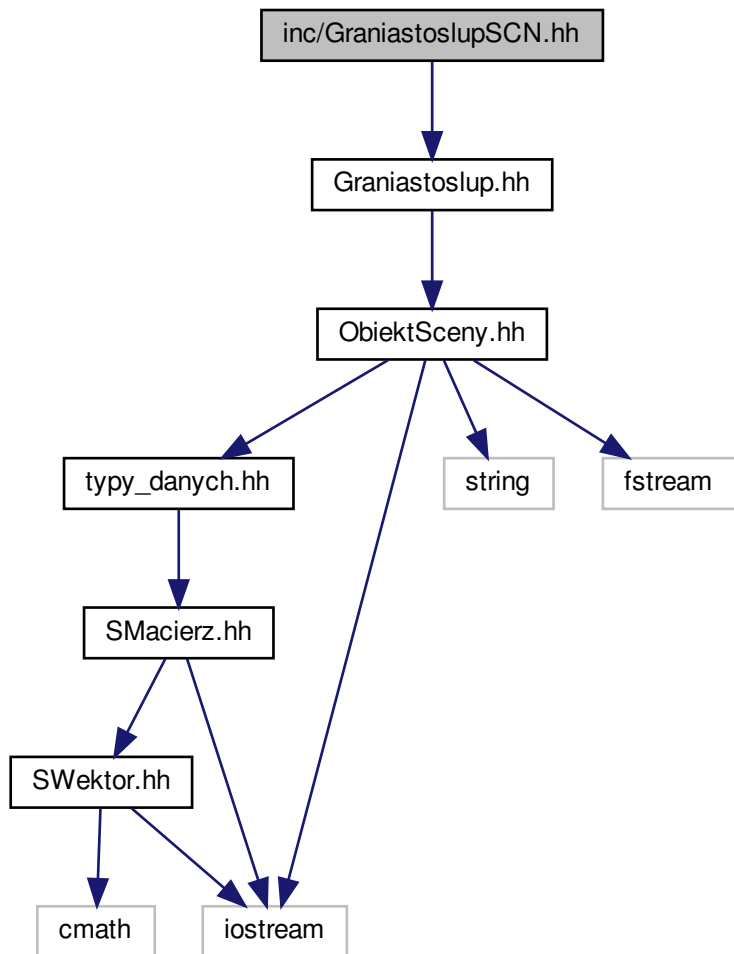 inc/GraniastoslupSCN.hh
Graniastoslup.hh
ObiektSceny.hh
typy_danych.hh
string
fstream
SMacierz.hh
SWektor.hh
cmath
iostream